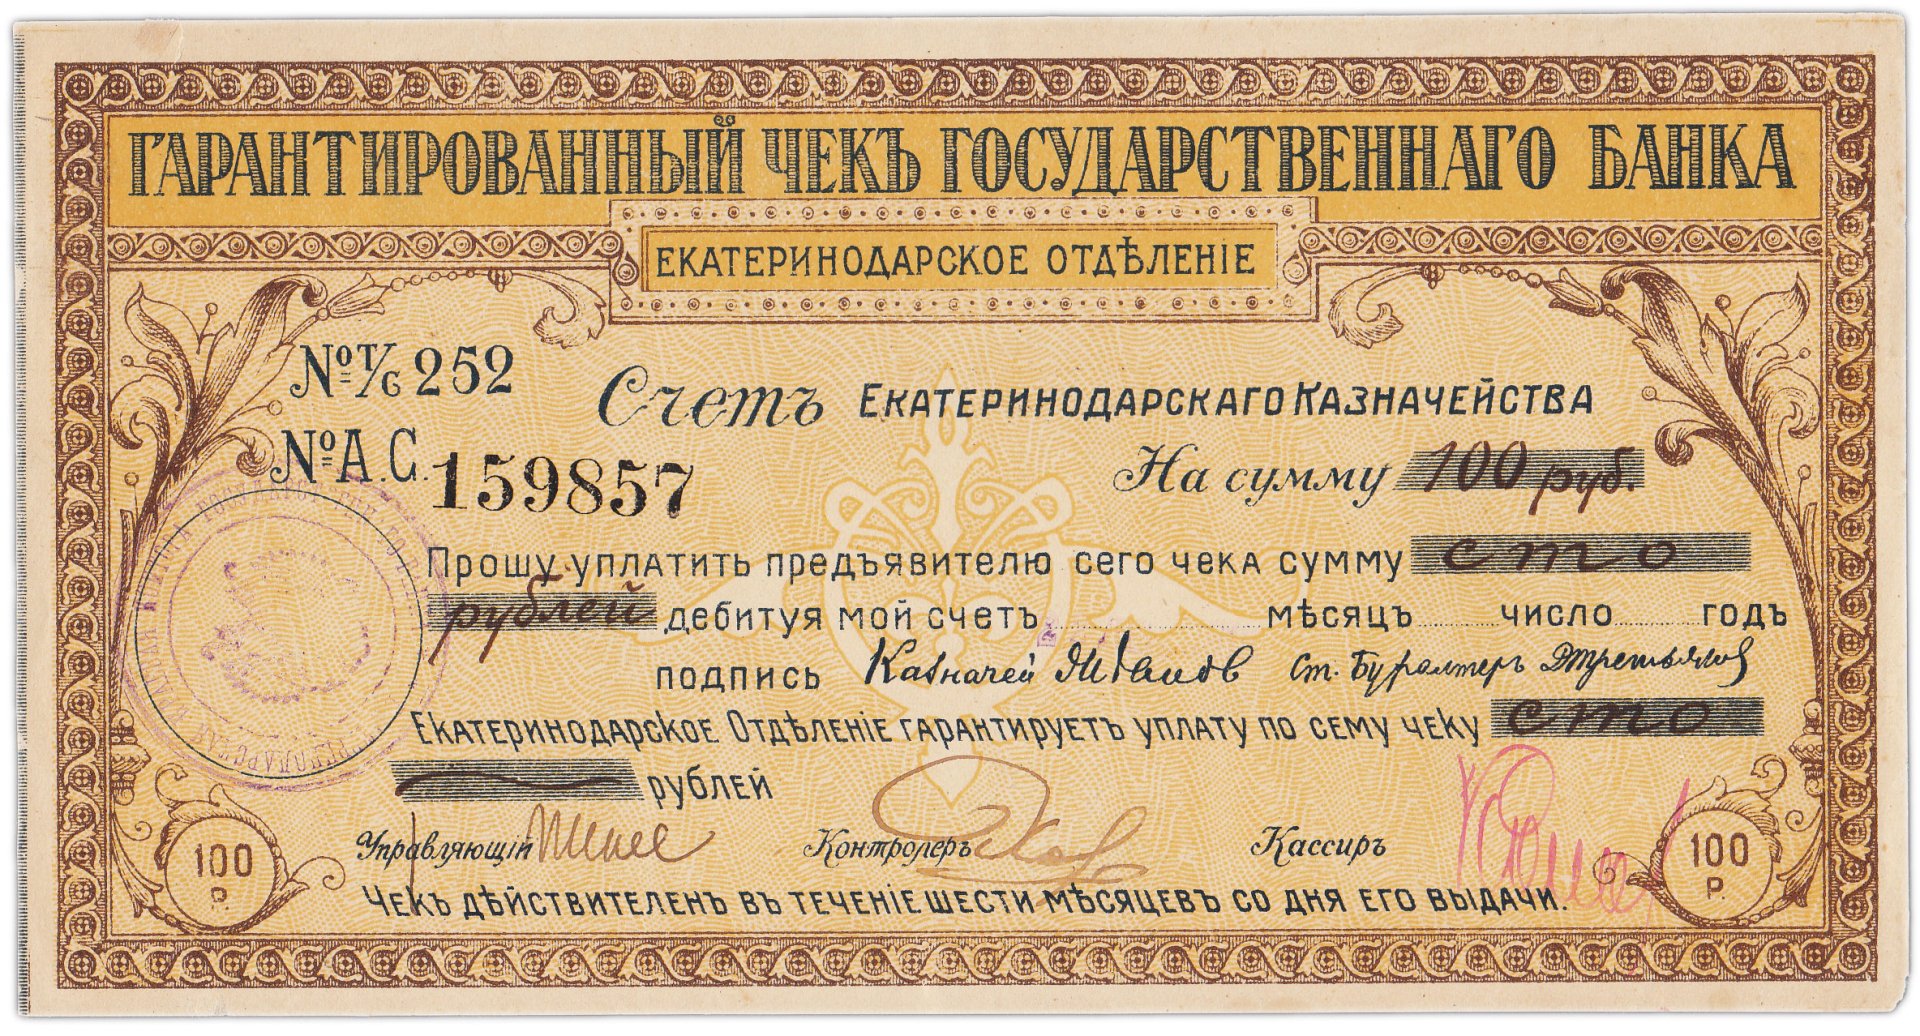 ГАРАНТИРОВАННЫЙ ЧЕКЪ ГОСУДАРСТВЕННАГО БАНКА
ЕКАТЕРИНОДАРСКОЕ ОТДѢЛЕНІЕ
№ Т/С 252
Счетъ ЕКАТЕРИНОДАРСКАГО КАЗНАЧЕЙСТВА
№ А.С. 159857
На сумму 100 руб.
ПРОШУ УПЛАТИТЬ ПРЕДЪЯВИТЕЛЮ СЕГО ЧЕКА СУММУ сто
рублей ДЕБИТУЯ МОЙ СЧЕТЪ МѢСЯЦЪ ЧИСЛО ГОДЪ
ПОДПИСЬ Казначей Ст. Бухгалтеръ
ЕКАТЕРИНОДАРСКОЕ ОТДѢЛЕНІЕ ГАРАНТИРУЕТЪ УПЛАТУ ПО СЕМУ ЧЕКУ сто
РУБЛЕЙ
Управляющій Контролеръ Кассиръ
ЧЕКЪ ДѢЙСТВИТЕЛЕНЪ ВЪ ТЕЧЕНІЕ ШЕСТИ МѢСЯЦЕВЪ СО ДНЯ ЕГО ВЫДАЧИ.
100 Р.
100 Р.